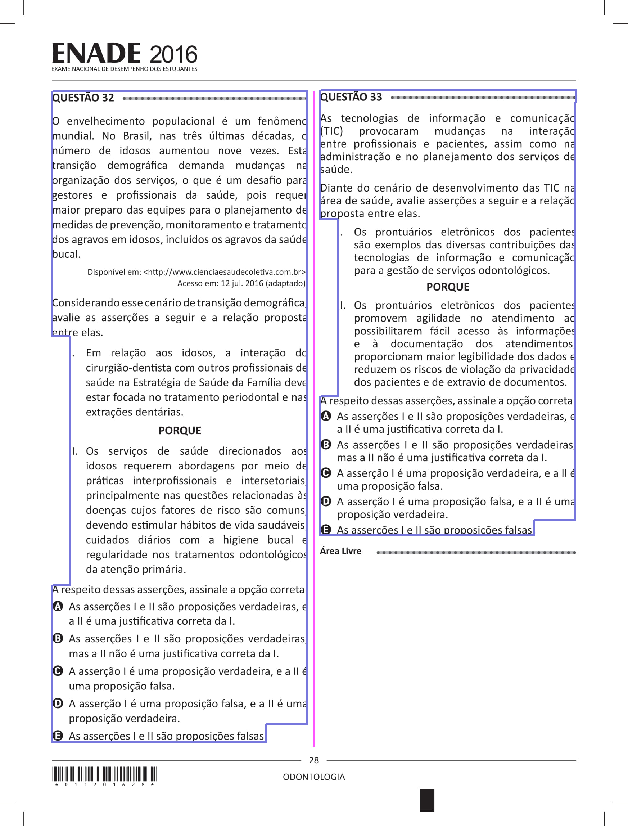 ENADE 2016
EXAME NACIONAL DE DESEMPENHO DOS ESTUDANTES
QUESTÃO 32
O envelhecimento populacional é um fenômeno
mundial. No Brasil, nas três últimas décadas, o
número de idosos aumentou nove vezes. Esta
transição demográfica demanda mudanças na
organização dos serviços, o que é um desafio para
gestores e profissionais da saúde, pois requer
maior preparo das equipes para o planejamento de
medidas de prevenção, monitoramento e tratamento
dos agravos em idosos, incluídos os agravos da saúde
bucal.
Disponível em: <http://www.cienciaesaudecoletiva.com.br>
Acesso em: 12 jul. 2016 (adaptado)
Considerando esse cenário de transição demográfica,
avalie as asserções a seguir e a relação proposta
entre elas.
I. Em relação aos idosos, a interação do
cirurgião-dentista com outros profissionais de
saúde na Estratégia de Saúde da Família deve
estar focada no tratamento periodontal e nas
extrações dentárias.
PORQUE
II. Os serviços de saúde direcionados aos
idosos requerem abordagens por meio de
práticas interprofissionais e intersetoriais,
principalmente nas questões relacionadas às
doenças cujos fatores de risco são comuns,
devendo estimular hábitos de vida saudáveis,
cuidados diários com a higiene bucal e
regularidade nos tratamentos odontológicos
da atenção primária.
A respeito dessas asserções, assinale a opção correta.
A As asserções I e II são proposições verdadeiras, e
a II é uma justificativa correta da I.
B As asserções I e II são proposições verdadeiras,
mas a II não é uma justificativa correta da I.
C A asserção I é uma proposição verdadeira, e a II é
uma proposição falsa.
D A asserção I é uma proposição falsa, e a II é uma
proposição verdadeira.
E As asserções I e II são proposições falsas.
QUESTÃO 33
As tecnologias de informação e comunicação
(TIC) provocaram mudanças na interação
entre profissionais e pacientes, assim como na
administração e no planejamento dos serviços de
saúde.
Diante do cenário de desenvolvimento das TIC na
área de saúde, avalie asserções a seguir e a relação
proposta entre elas.
I. Os prontuários eletrônicos dos pacientes
são exemplos das diversas contribuições das
tecnologias de informação e comunicação
para a gestão de serviços odontológicos.
PORQUE
II. Os prontuários eletrônicos dos pacientes
promovem agilidade no atendimento ao
possibilitarem fácil acesso às informações
e à documentação dos atendimentos,
proporcionam maior legibilidade dos dados e
reduzem os riscos de violação da privacidade
dos pacientes e de extravio de documentos.
A respeito dessas asserções, assinale a opção correta.
A As asserções I e II são proposições verdadeiras, e
a II é uma justificativa correta da I.
B As asserções I e II são proposições verdadeiras,
mas a II não é uma justificativa correta da I.
C A asserção I é uma proposição verdadeira, e a II é
uma proposição falsa.
D A asserção I é uma proposição falsa, e a II é uma
proposição verdadeira.
E As asserções I e II são proposições falsas.
Área Livre
28
ODONTOLOGIA